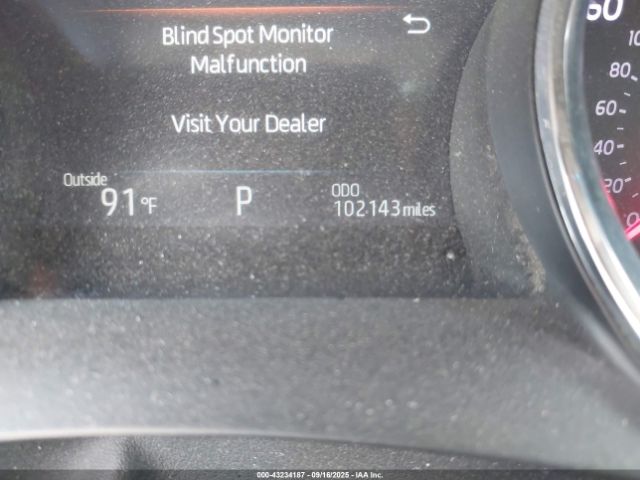 Blind Spot Monitor
Malfunction
Visit Your Dealer
Outside
91 °F
P
ODO
102143 miles
80
60
40
20
0
000-43234187 - 09/16/2025 - IAA Inc.